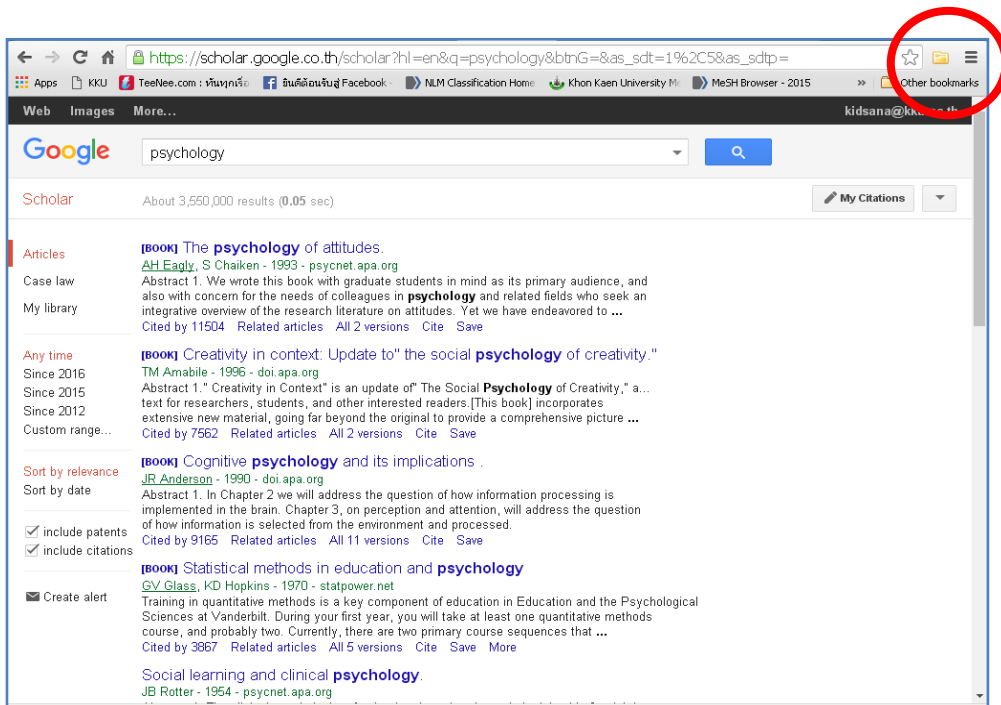 https://scholar.google.co.th/scholar?hl=en&q=psychology&btnG=&as_sdt=1%2C5&as_sdtp=
Apps KKU TeeNee.com : ทันทุกเรื่อ ยินดีต้อนรับสู่ Facebook - NLM Classification Home Khon Kaen University Me MeSH Browser - 2015 » Other bookmarks
Web Images More...
Google psychology
Scholar About 3,550,000 results (0.05 sec) My Citations
Articles
Case law
My library
Any time
Since 2016
Since 2015
Since 2012
Custom range...
Sort by relevance
Sort by date
include patents
include citations
Create alert
[BOOK] The psychology of attitudes.
AH Eagly, S Chaiken - 1993 - psycnet.apa.org
Abstract 1. We wrote this book with graduate students in mind as its primary audience, and
also with concern for the needs of colleagues in psychology and related fields who seek an
integrative overview of the research literature on attitudes. Yet we have endeavored to ...
Cited by 11504 Related articles All 2 versions Cite Save
[BOOK] Creativity in context: Update to" the social psychology of creativity."
TM Amabile - 1996 - doi.apa.org
Abstract 1." Creativity in Context" is an update of" The Social Psychology of Creativity," a...
text for researchers, students, and other interested readers.[This book] incorporates
extensive new material, going far beyond the original to provide a comprehensive picture ...
Cited by 7562 Related articles All 2 versions Cite Save
[BOOK] Cognitive psychology and its implications .
JR Anderson - 1990 - doi.apa.org
Abstract 1. In Chapter 2 we will address the question of how information processing is
implemented in the brain. Chapter 3, on perception and attention, will address the question
of how information is selected from the environment and processed.
Cited by 9165 Related articles All 11 versions Cite Save
[BOOK] Statistical methods in education and psychology
GV Glass, KD Hopkins - 1970 - statpower.net
Training in quantitative methods is a key component of education in Education and the Psychological
Sciences at Vanderbilt. During your first year, you will take at least one quantitative methods
course, and probably two. Currently, there are two primary course sequences that ...
Cited by 3867 Related articles All 5 versions Cite Save More
Social learning and clinical psychology.
JB Rotter - 1954 - psycnet.apa.org